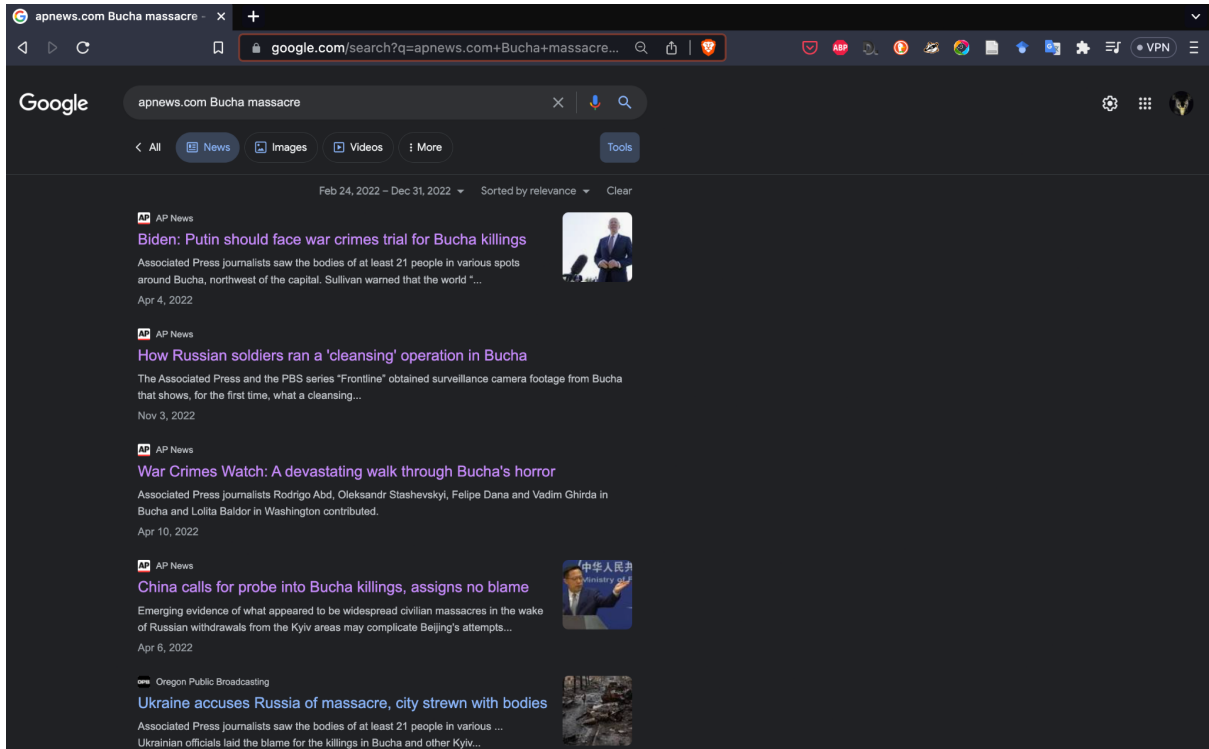 apnews.com Bucha massacre -
google.com/search?q=apnews.com+Bucha+massacre...
ABP
VPN
Google
apnews.com Bucha massacre
All
News
Images
Videos
More
Tools
Feb 24, 2022 – Dec 31, 2022
Sorted by relevance
Clear
AP AP News
Biden: Putin should face war crimes trial for Bucha killings
Associated Press journalists saw the bodies of at least 21 people in various spots
around Bucha, northwest of the capital. Sullivan warned that the world "...
Apr 4, 2022
AP AP News
How Russian soldiers ran a 'cleansing' operation in Bucha
The Associated Press and the PBS series “Frontline” obtained surveillance camera footage from Bucha
that shows, for the first time, what a cleansing...
Nov 3, 2022
AP AP News
War Crimes Watch: A devastating walk through Bucha's horror
Associated Press journalists Rodrigo Abd, Oleksandr Stashevskyi, Felipe Dana and Vadim Ghirda in
Bucha and Lolita Baldor in Washington contributed.
Apr 10, 2022
AP AP News
China calls for probe into Bucha killings, assigns no blame
中华人民共
Ministry of F
Emerging evidence of what appeared to be widespread civilian massacres in the wake
of Russian withdrawals from the Kyiv areas may complicate Beijing's attempts...
Apr 6, 2022
OPB Oregon Public Broadcasting
Ukraine accuses Russia of massacre, city strewn with bodies
Associated Press journalists saw the bodies of at least 21 people in various ...
Ukrainian officials laid the blame for the killings in Bucha and other Kyiv...